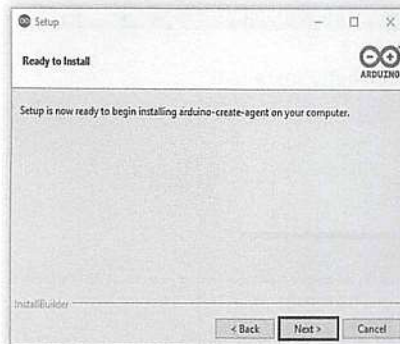 Setup
Ready to Install
ARDUINO
Setup is now ready to begin installing arduino-create-agent on your computer.
InstallBuilder
< Back
Next >
Cancel